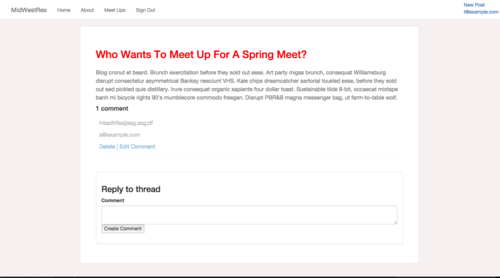 MidWestRex Home About Meet Ups Sign Out
New Post
t@example.com
Who Wants To Meet Up For A Spring Meet?
Blog cronut et beard. Brunch exercitation before they sold out esse. Art party migas brunch, consequat Williamsburg
disrupt consectetur asymmetrical Banksy nesciunt VHS. Kale chips dreamcatcher sartorial tousled esse, before they sold
out sed pickled quis distillery. Irure consequat organic sapiente four dollar toast. Sustainable tilde 8-bit, occaecat mixtape
banh mi bicycle rights 90's mumblecore commodo freegan. Disrupt PBR&B magna messenger bag, ut farm-to-table wolf.
1 comment
a@example.com
Delete | Edit Comment
Reply to thread
Comment
Create Comment